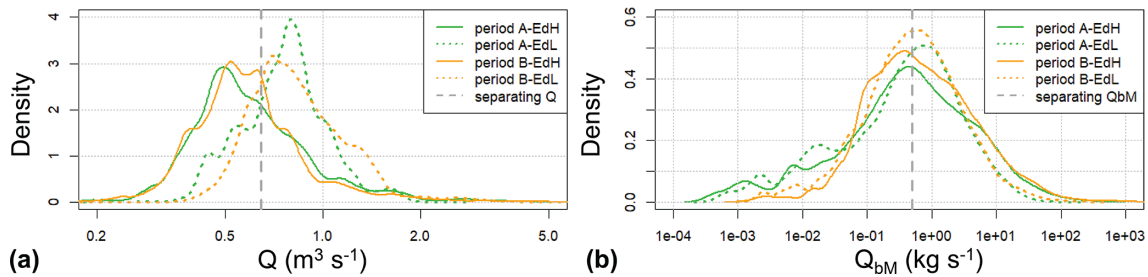 (a)
Density
0
1
2
3
4
0.2 0.5 1.0 2.0 5.0
Q (m³ s⁻¹)
period A-EdH
period A-EdL
period B-EdH
period B-EdL
separating Q
(b)
Density
0.0
0.2
0.4
0.6
1e-04 1e-03 1e-02 1e-01 1e+00 1e+01 1e+02 1e+03
QbM (kg s⁻¹)
period A-EdH
period A-EdL
period B-EdH
period B-EdL
separating QbM